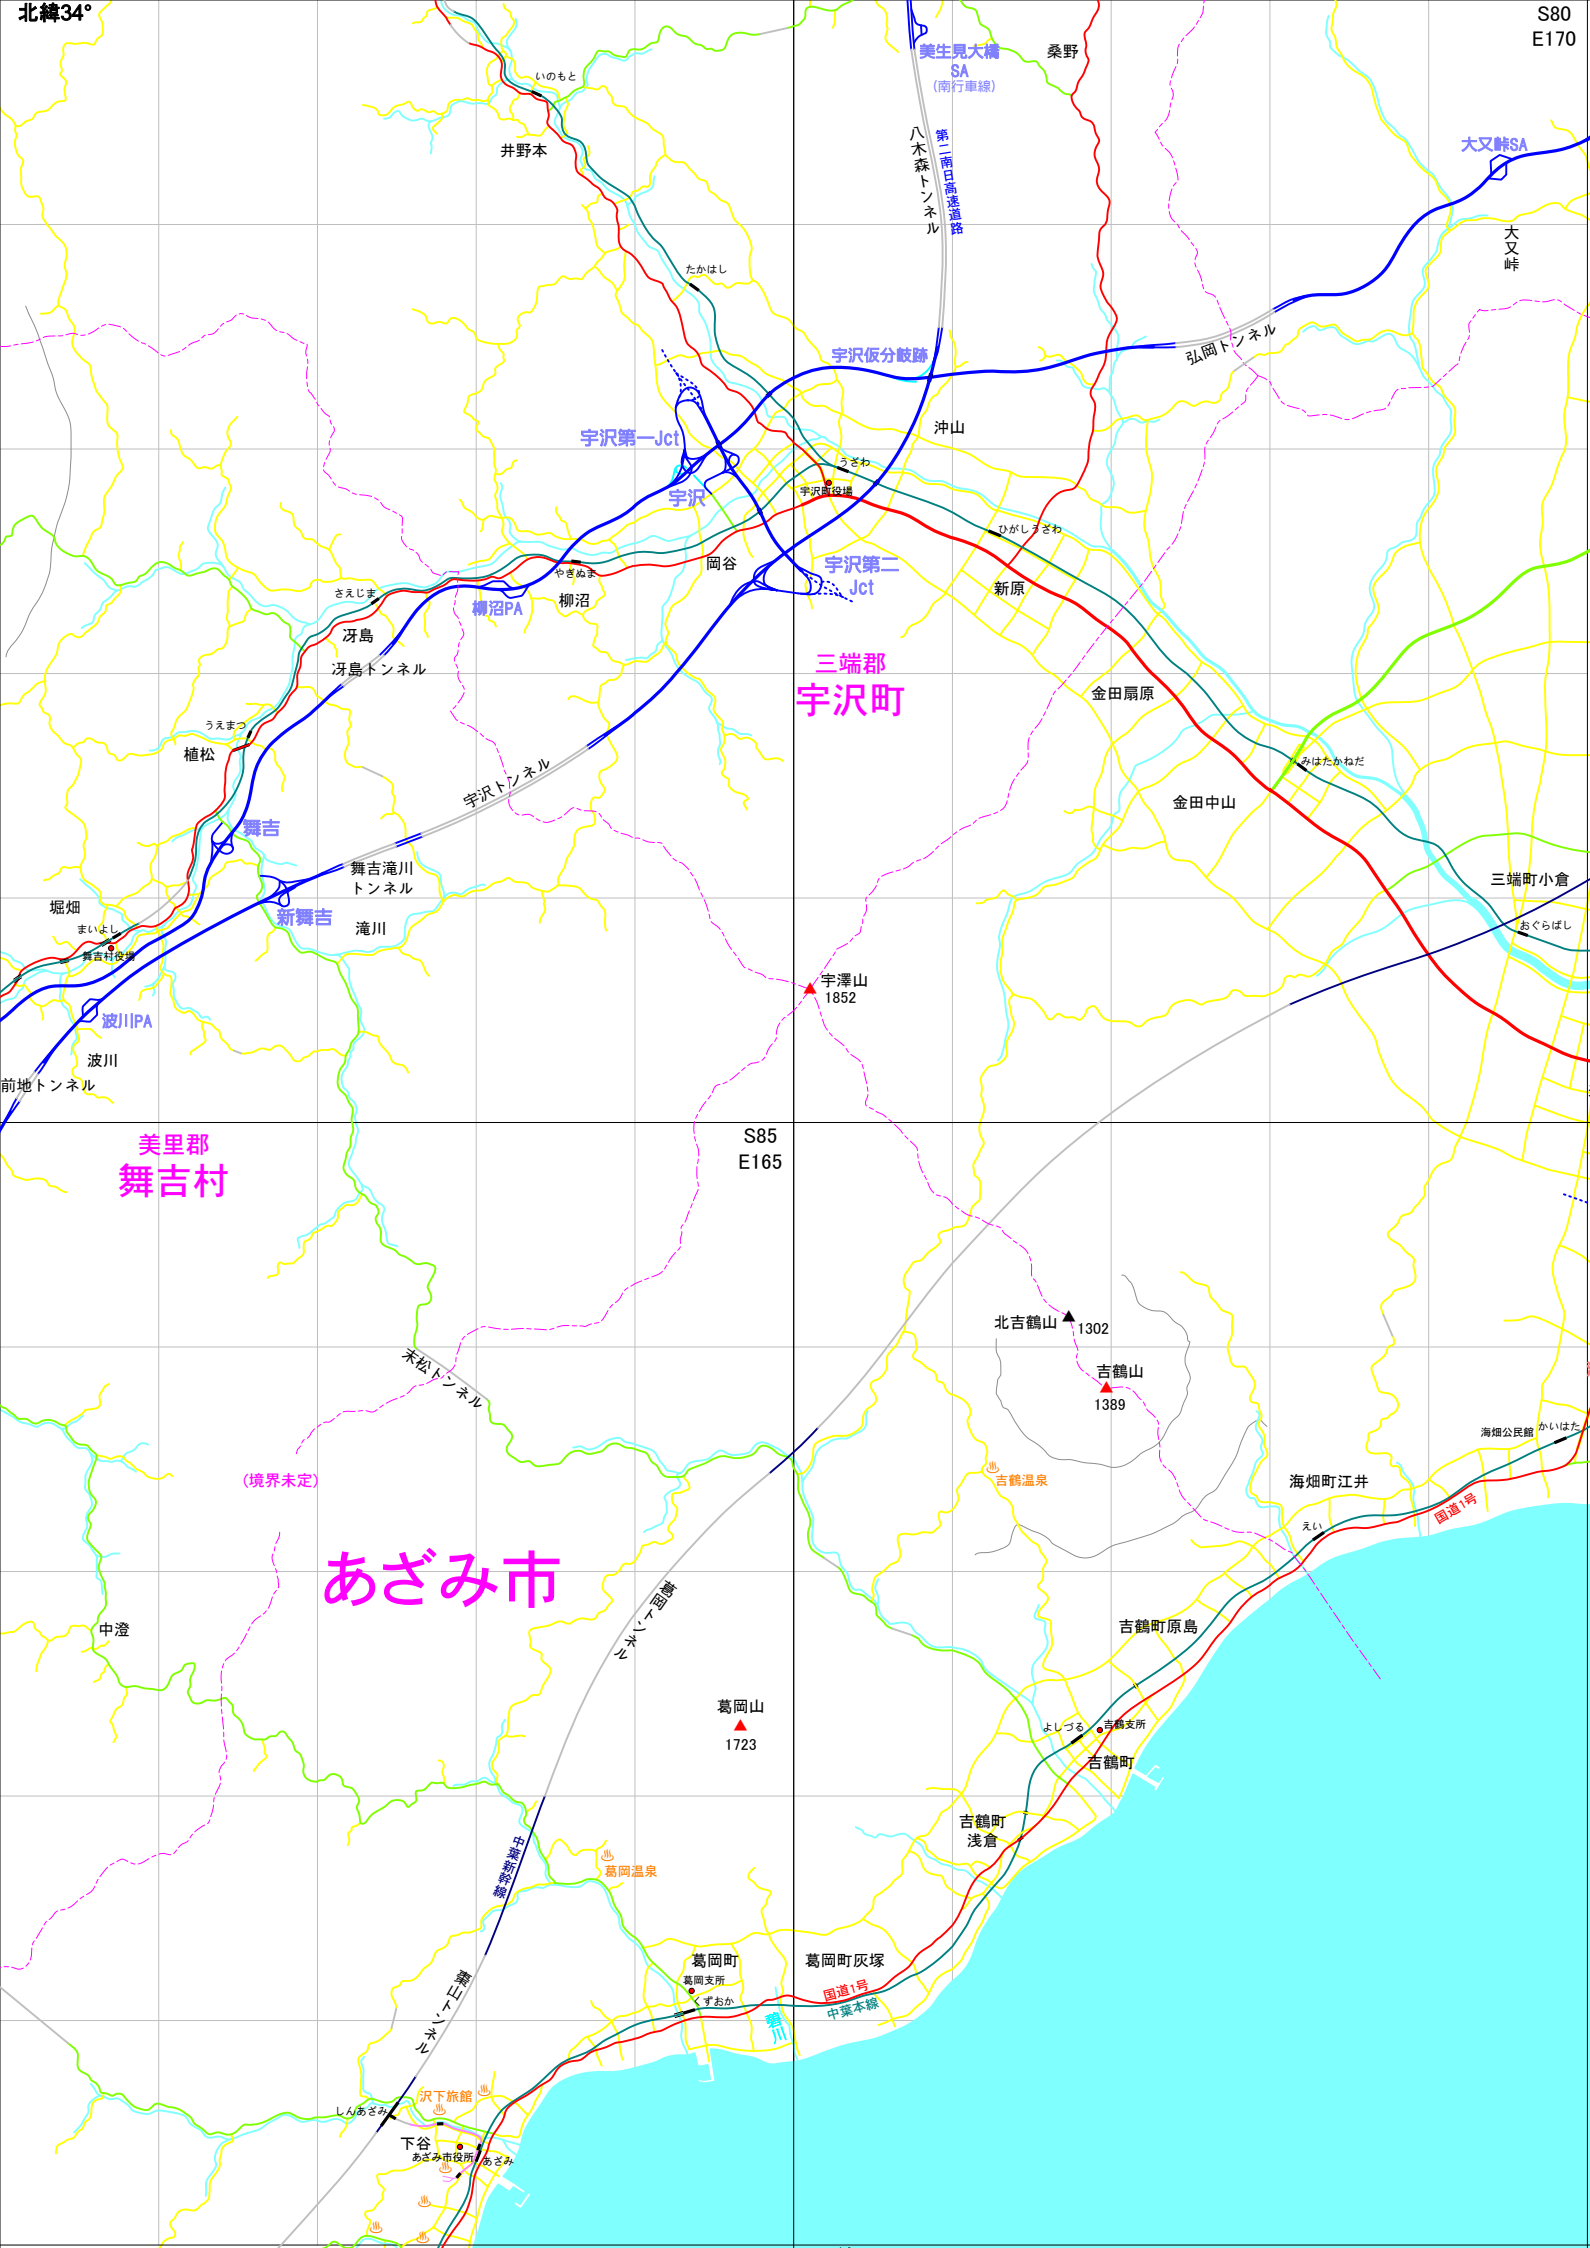 北緯34°
S80
E170
美生見大橋
SA
(南行車線)
桑野
いのもと
井野本
八木森トンネル
第二南日高速道路
大又峠SA
大又峠
たかはし
宇沢仮分岐跡
弘岡トンネル
宇沢第一Jct
沖山
うざわ
宇沢
宇沢町役場
ひがしうざわ
岡谷
宇沢第二
Jct
やぎぬま
柳沼PA
柳沼
新原
さえじま
冴島
冴島トンネル
三端郡
宇沢町
金田扇原
うえまつ
植松
宇沢トンネル
みはたかねだ
金田中山
舞吉
舞吉滝川
トンネル
三端町小倉
堀畑
まいよし
舞吉村役場
新舞吉
滝川
おぐらばし
宇澤山
1852
波川PA
波川
前地トンネル
美里郡
舞吉村
S85
E165
北吉鶴山
1302
吉鶴山
1389
末松トンネル
海畑公民館
かいはた
(境界未定)
吉鶴温泉
海畑町江井
国道1号
えい
あざみ市
葛岡トンネル
中澄
吉鶴町原島
葛岡山
1723
よしづる
吉鶴支所
吉鶴町
吉鶴町
浅倉
中葉新幹線
葛岡温泉
葛岡町
葛岡町灰塚
葛岡支所
くずおか
国道1号
中葉本線
碧川
棗山トンネル
沢下旅館
しんあざみ
下谷
あざみ市役所
あざみ